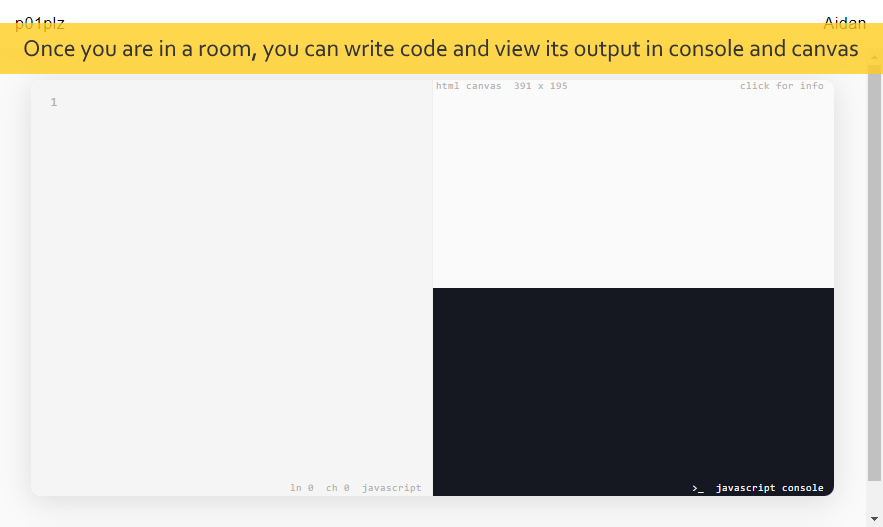 p01plz Aidan
Once you are in a room, you can write code and view its output in console and canvas
html canvas 391 x 195 click for info
1
ln 0 ch 0 javascript >_ javascript console